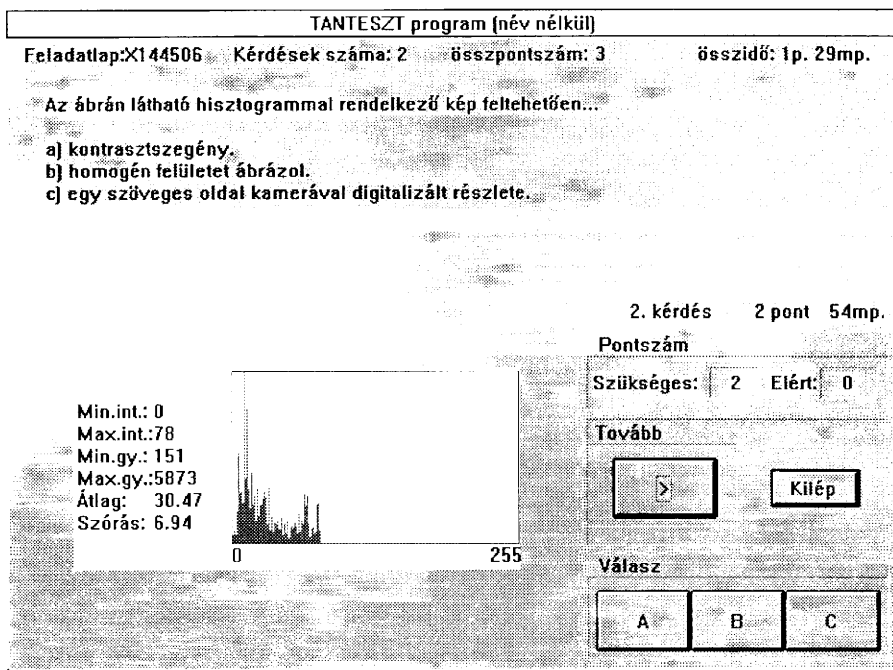 TANTESZT program (név nélkül)
Feladatlap:X144506 Kérdések száma: 2 összpontszám: 3 összidő: 1p. 29mp.
Az ábrán látható hisztogrammal rendelkező kép feltehetően...
a) kontrasztszegény.
b) homogén felületet ábrázol.
c) egy szöveges oldal kamerával digitalizált részlete.
2. kérdés 2 pont 54mp.
Pontszám
Szükséges: 2 Elért: 0
Min.int.: 0
Max.int.:78
Min.gy.: 151
Max.gy.:5873
Átlag: 30.47
Szórás: 6.94
0 255
Tovább
> Kilép
Válasz
A B C